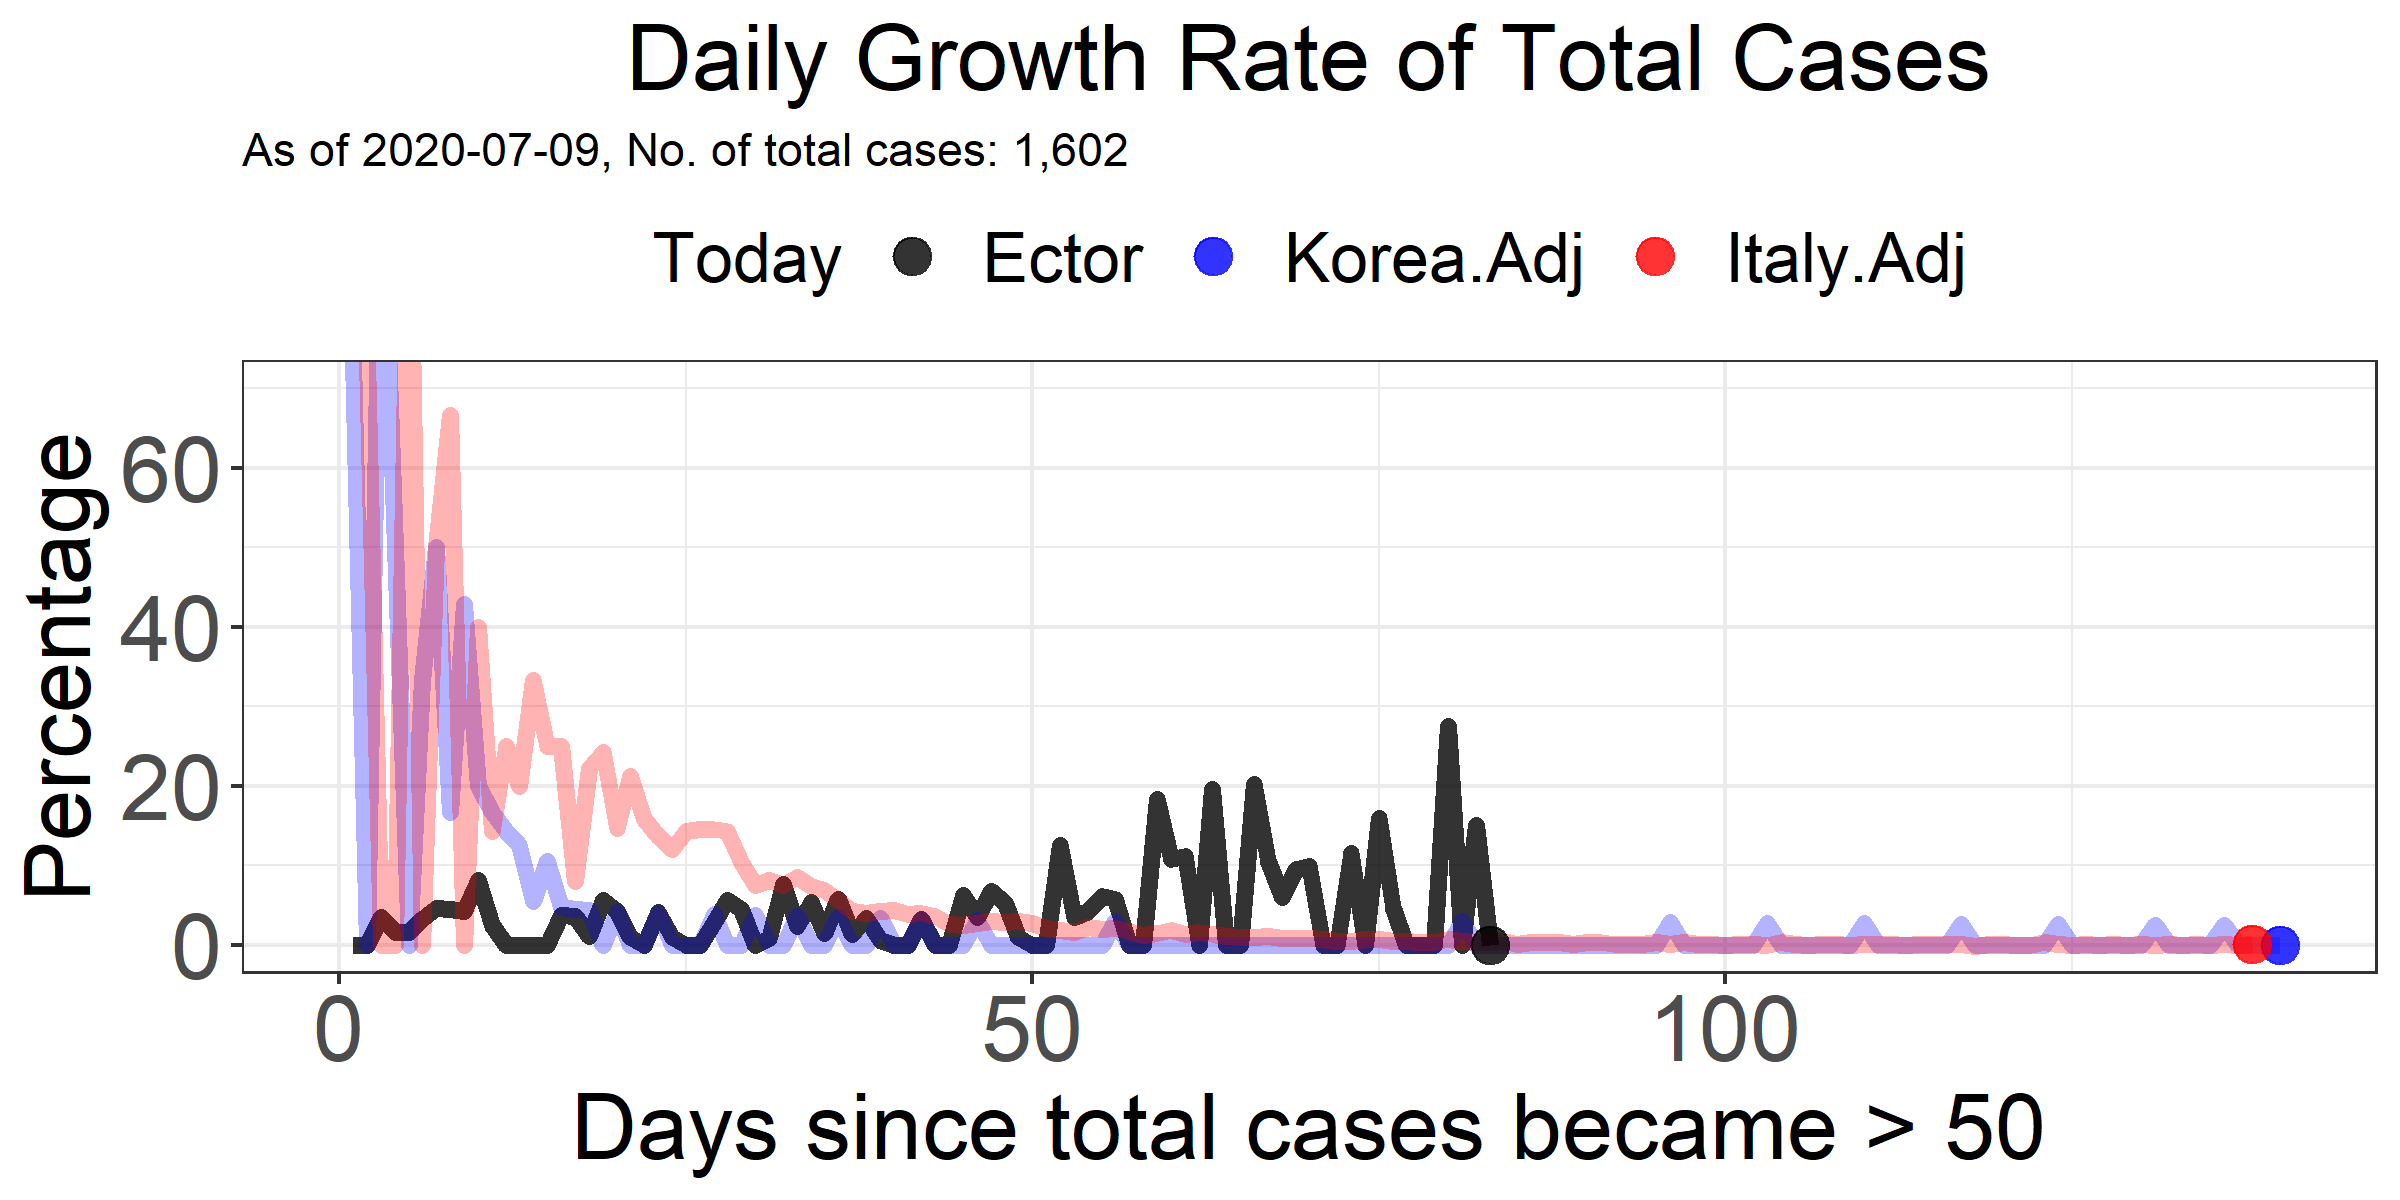 Daily Growth Rate of Total Cases
As of 2020-07-09, No. of total cases: 1,602
Today Ector Korea.Adj Italy.Adj
Percentage
60
40
20
0
0 50 100
Days since total cases became > 50